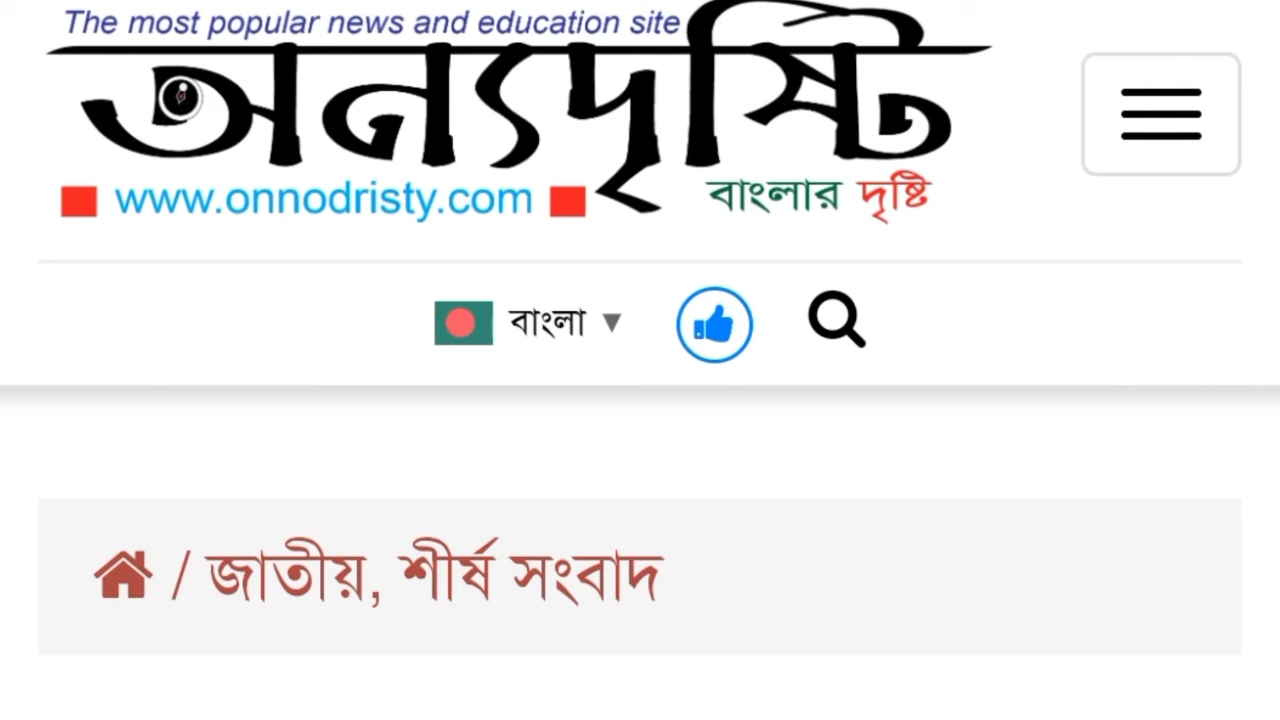 The most popular news and education site
অন্যদৃষ্টি
www.onnodristy.com
বাংলার দৃষ্টি
বাংলা ▼
/ জাতীয়, শীর্ষ সংবাদ